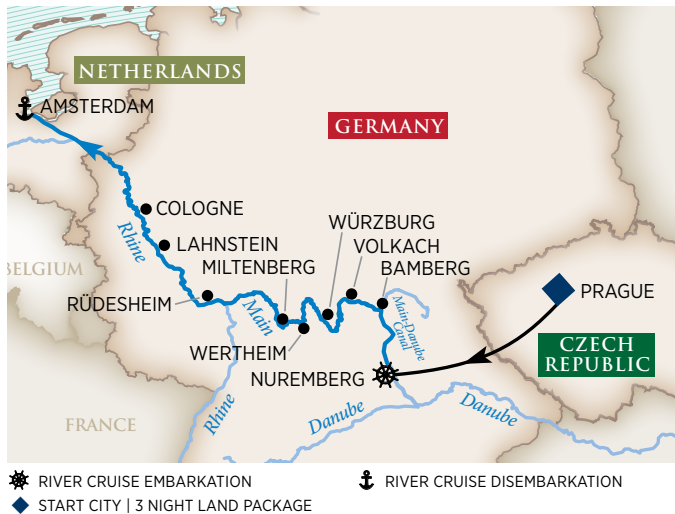 NETHERLANDS
AMSTERDAM
GERMANY
COLOGNE
Rhine
LAHNSTEIN
WÜRZBURG
VOLKACH
BAMBERG
MILTENBERG
BELGIUM
RÜDESHEIM
Main
Main-Danube
Canal
PRAGUE
WERTHEIM
CZECH
REPUBLIC
NUREMBERG
Rhine
Danube
Danube
FRANCE
RIVER CRUISE EMBARKATION
RIVER CRUISE DISEMBARKATION
START CITY | 3 NIGHT LAND PACKAGE